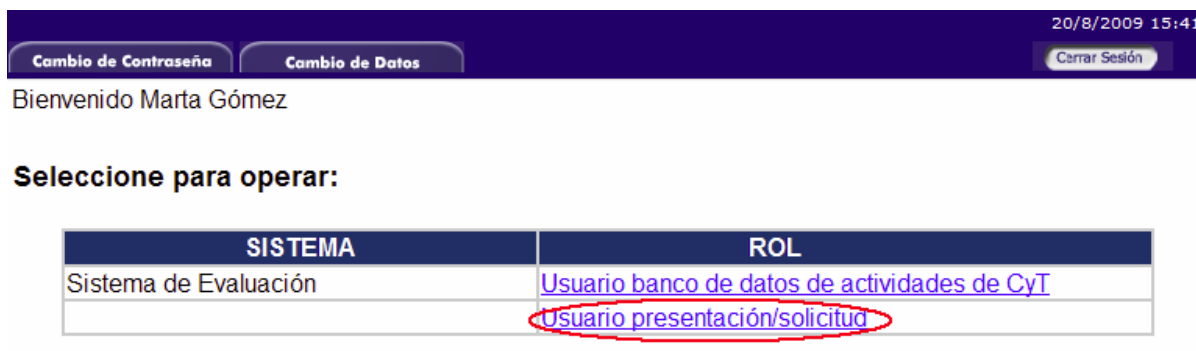 20/8/2009 15:41
Cambio de Contraseña Cambio de Datos Cerrar Sesión
Bienvenido Marta Gómez
Seleccione para operar:
SISTEMA ROL
Sistema de Evaluación Usuario banco de datos de actividades de CyT
Usuario presentación/solicitud